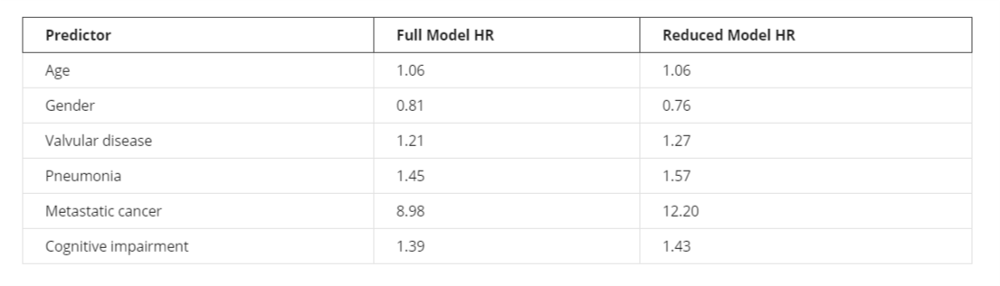 Predictor Full Model HR Reduced Model HR
Age 1.06 1.06
Gender 0.81 0.76
Valvular disease 1.21 1.27
Pneumonia 1.45 1.57
Metastatic cancer 8.98 12.20
Cognitive impairment 1.39 1.43